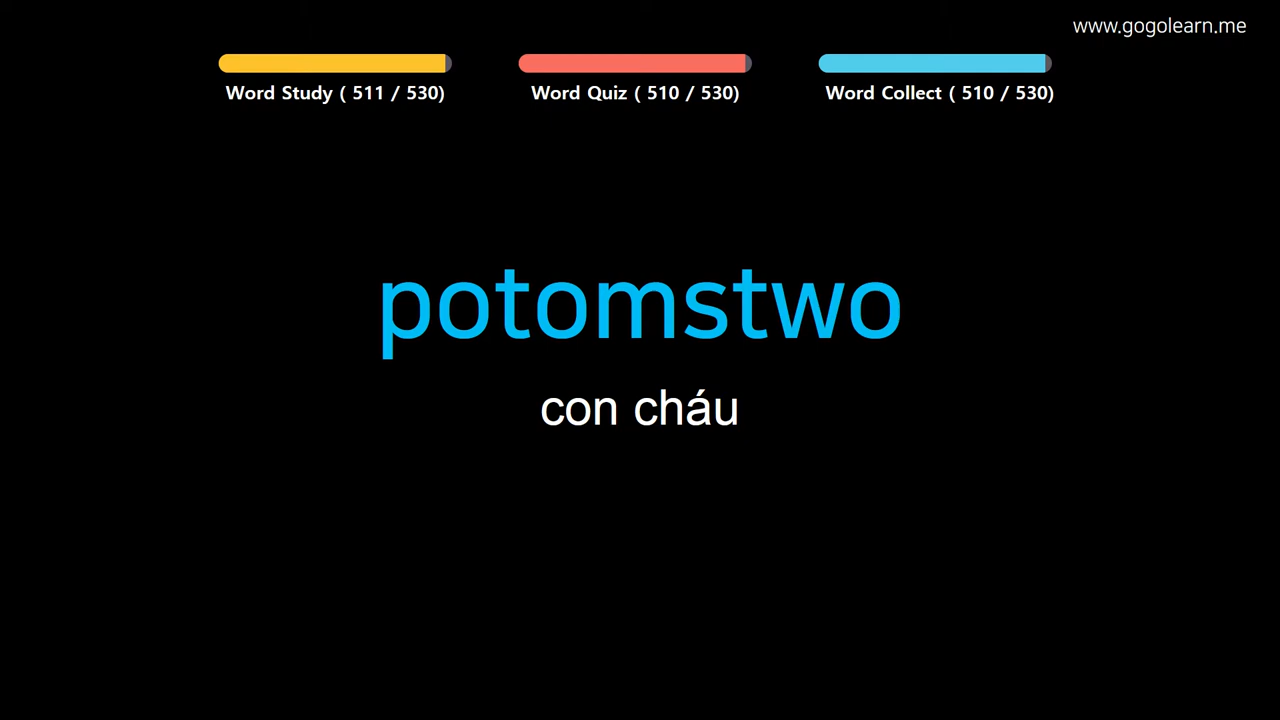 www.gogolearn.me
Word Study ( 511 / 530)
Word Quiz ( 510 / 530)
Word Collect ( 510 / 530)
potomstwo
con cháu